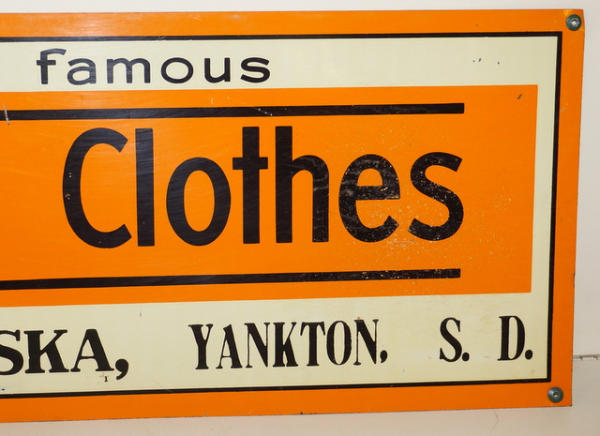 famous
Clothes
SKA, YANKTON, S. D.